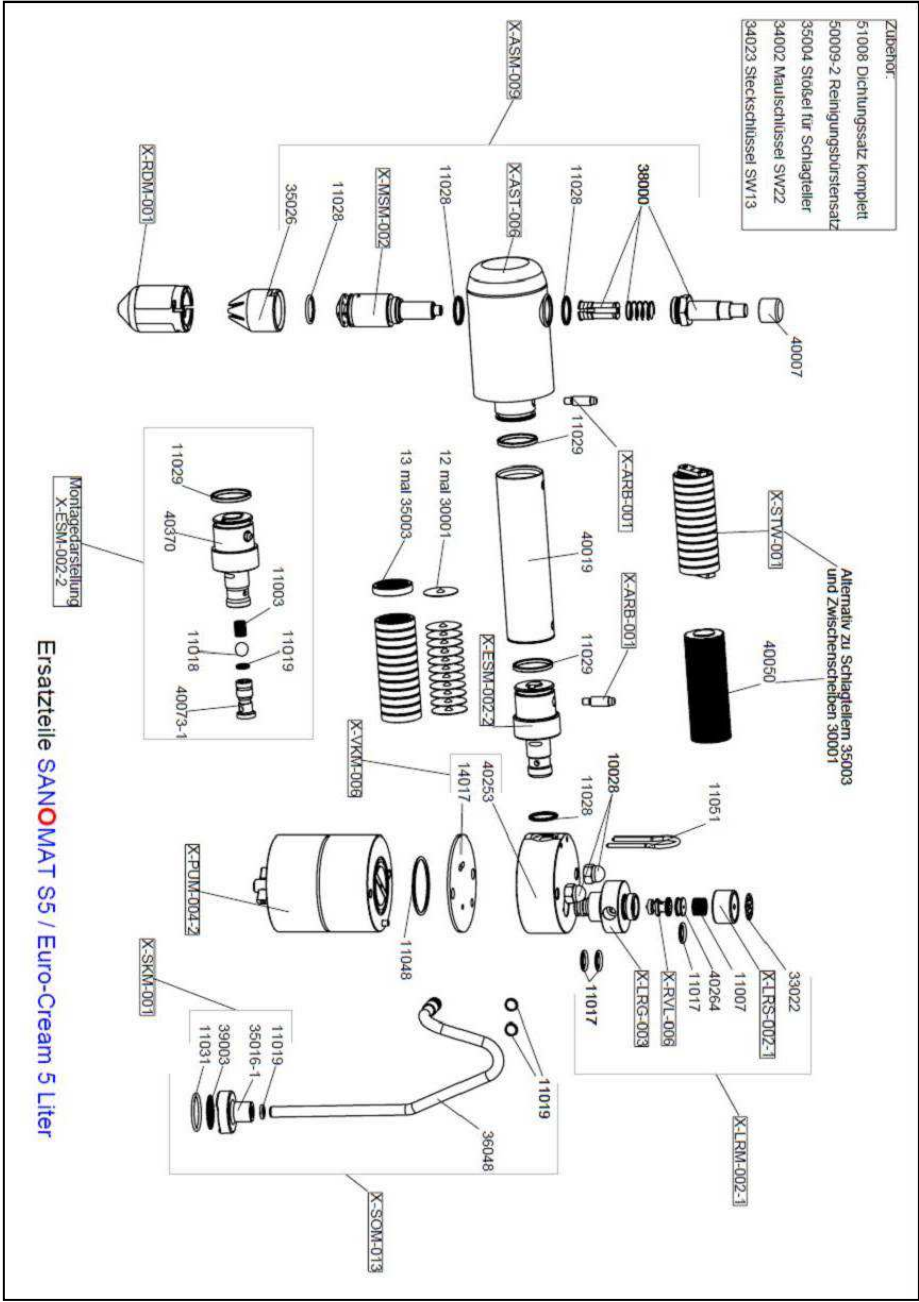 Zubehör:
51008 Dichtungssatz komplett
50009-2 Reinigungsbürstensatz
35004 Stößel für Schlagteller
34002 Maulschlüssel SW22
34023 Steckschlüssel SW13
Alternativ zu Schlagtellern 35003
und Zwischenscheiben 30001
X-STW-001
40050
11051
33022
X-LRS-002-1
11007
40264
11017
X-RVL-006
X-LRG-003
11017
X-LRM-002-1
40007
38000
11028
X-AST-006
X-ASM-009
11028
X-MSM-002
11028
35026
X-RDM-001
X-ARB-001
11029
40019
X-ARB-001
11029
X-ESM-002-2
11028
10028
40253
14017
X-VKM-006
12 mal 30001
13 mal 35003
11048
X-PUM-004-2
11019
36048
X-SOM-013
11019
35016-1
39003
11031
X-SKM-001
11029
40370
11003
11018
11019
40073-1
Montagedarstellung
X-ESM-002-2
Ersatzteile SANOMAT S5 / Euro-Cream 5 Liter